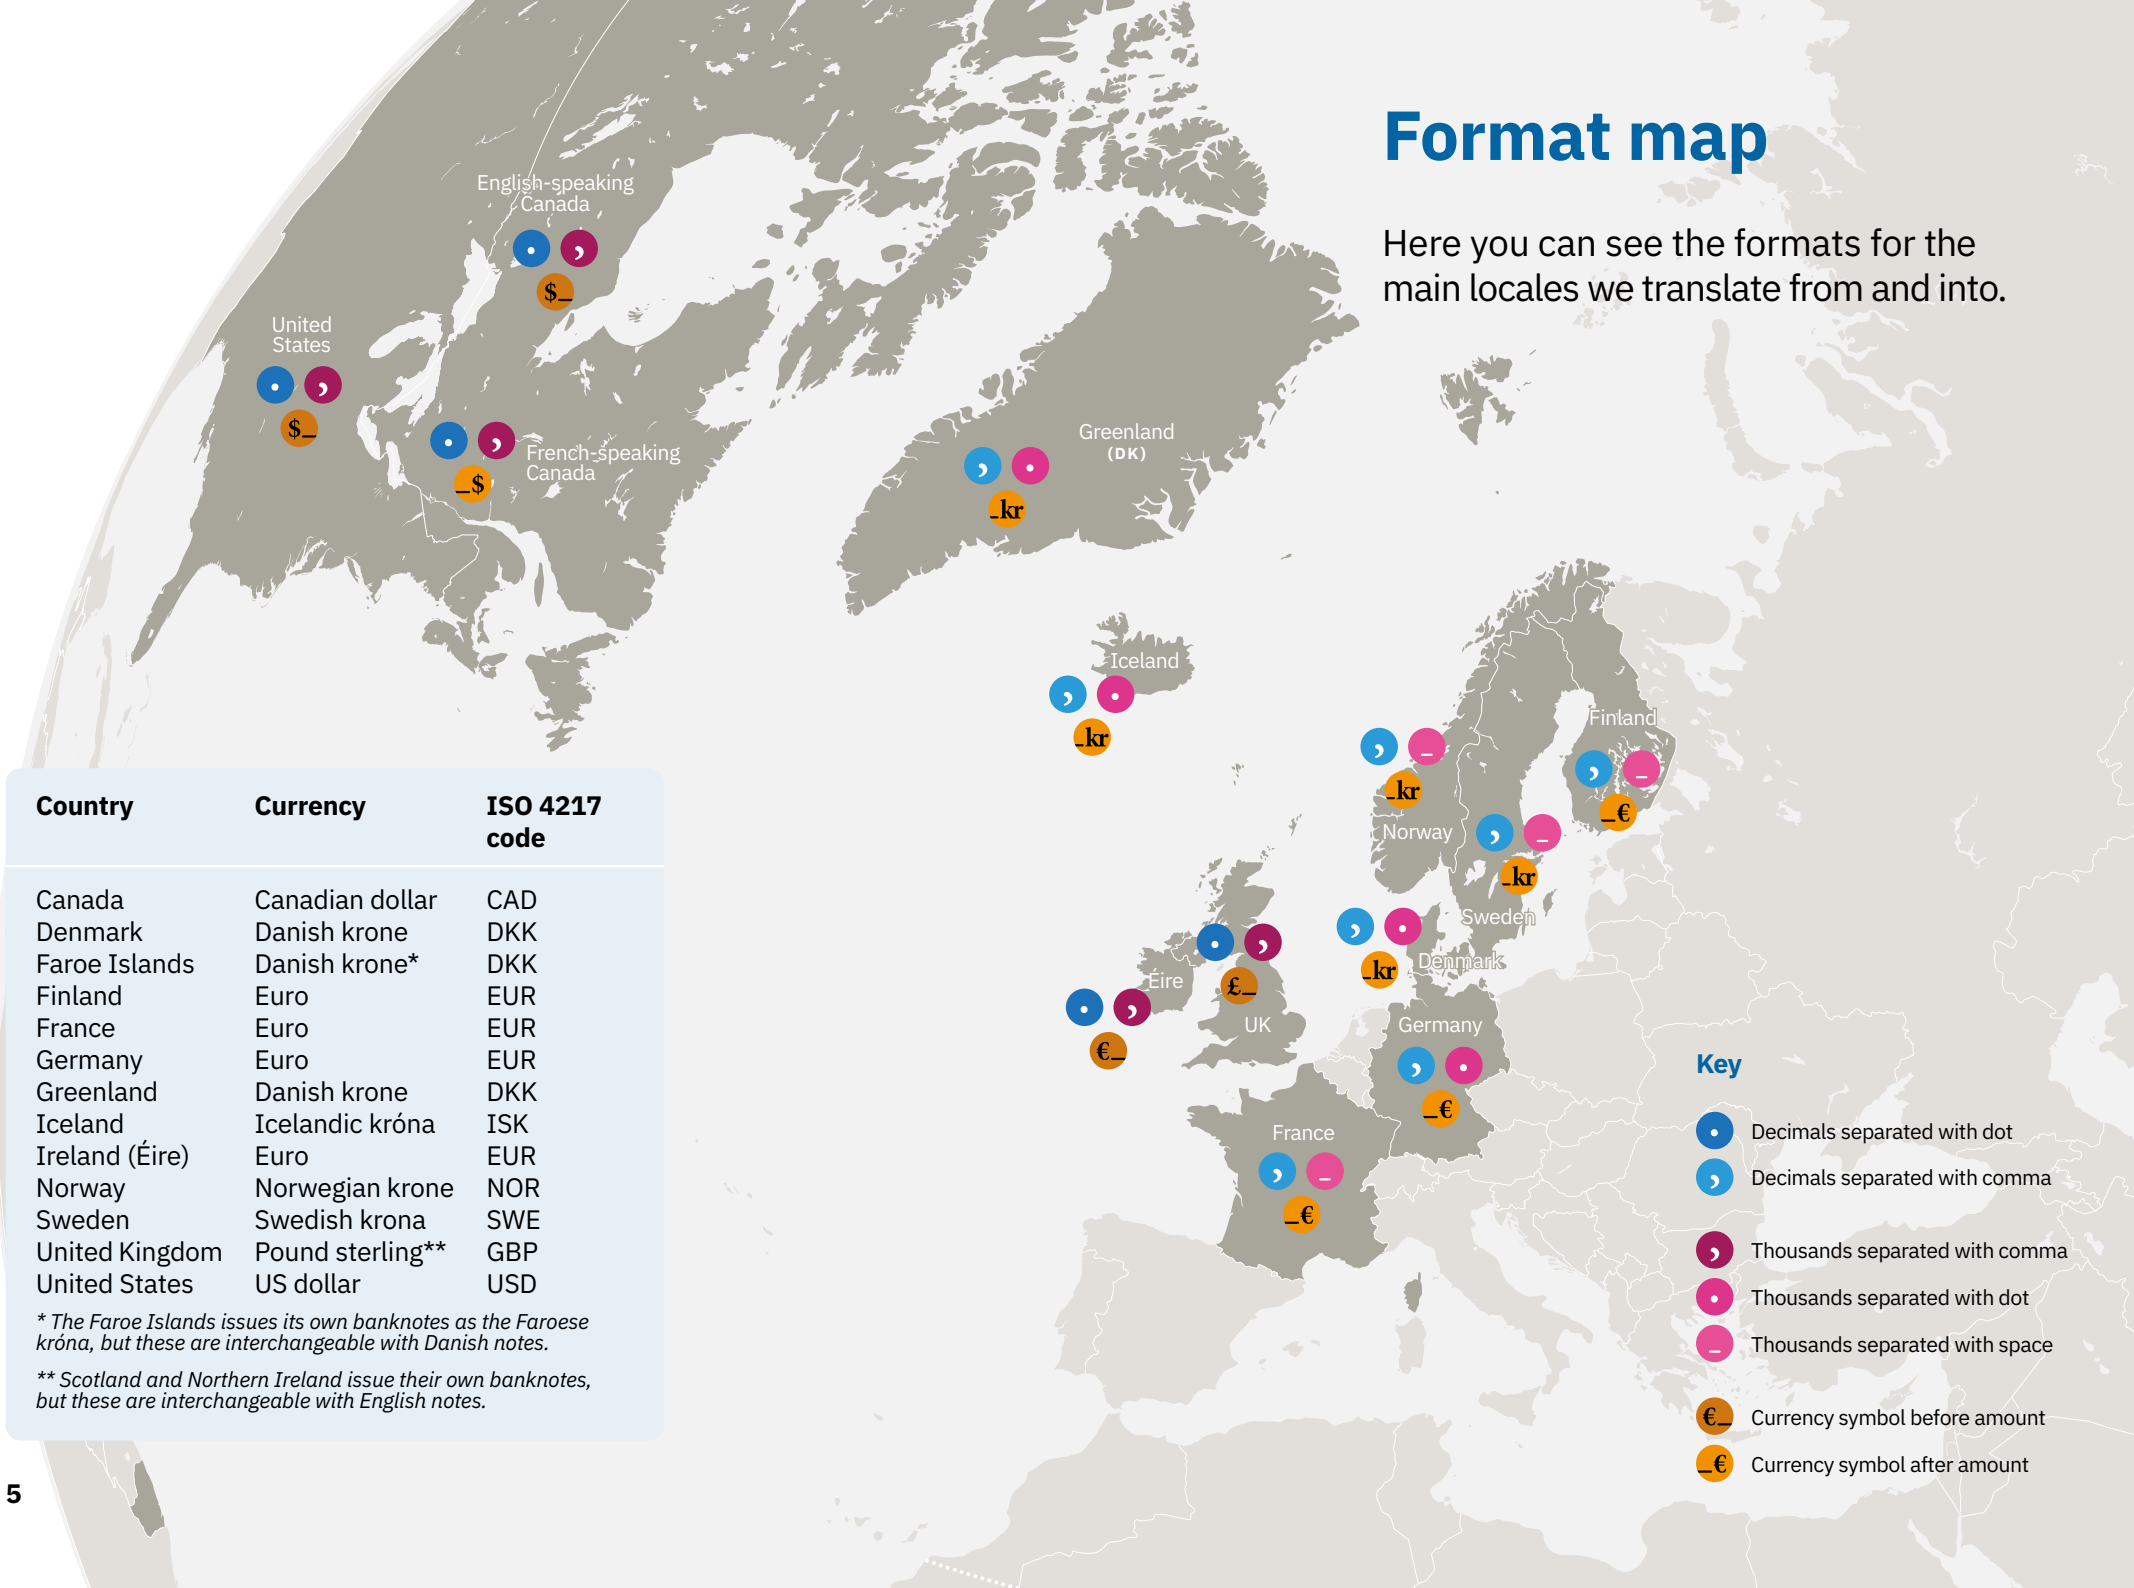 Format map
Here you can see the formats for the
main locales we translate from and into.
English-speaking
Canada
. ,
$_
United
States
. ,
$_
. ,
_$
French-speaking
Canada
Greenland
(DK)
, .
_kr
Iceland
, .
_kr
Finland
, _
_€
, _
_kr
Norway
, _
_kr
Sweden
, .
_kr
Denmark
. ,
£_
UK
Éire
. ,
€_
Germany
, .
_€
France
, _
_€
Country Currency ISO 4217
code
Canada Canadian dollar CAD
Denmark Danish krone DKK
Faroe Islands Danish krone* DKK
Finland Euro EUR
France Euro EUR
Germany Euro EUR
Greenland Danish krone DKK
Iceland Icelandic króna ISK
Ireland (Éire) Euro EUR
Norway Norwegian krone NOR
Sweden Swedish krona SWE
United Kingdom Pound sterling** GBP
United States US dollar USD
* The Faroe Islands issues its own banknotes as the Faroese
króna, but these are interchangeable with Danish notes.
** Scotland and Northern Ireland issue their own banknotes,
but these are interchangeable with English notes.
Key
. Decimals separated with dot
, Decimals separated with comma
, Thousands separated with comma
. Thousands separated with dot
_ Thousands separated with space
€_ Currency symbol before amount
_€ Currency symbol after amount
5